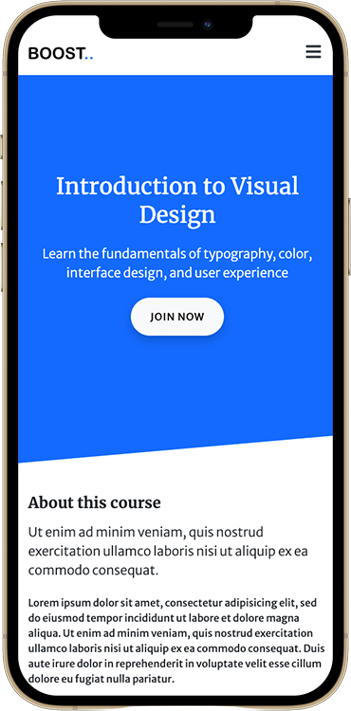 BOOST..
Introduction to Visual
Design
Learn the fundamentals of typography, color,
interface design, and user experience
JOIN NOW
About this course
Ut enim ad minim veniam, quis nostrud
exercitation ullamco laboris nisi ut aliquip ex ea
commodo consequat.
Lorem ipsum dolor sit amet, consectetur adipisicing elit, sed
do eiusmod tempor incididunt ut labore et dolore magna
aliqua. Ut enim ad minim veniam, quis nostrud exercitation
ullamco laboris nisi ut aliquip ex ea commodo consequat. Duis
aute irure dolor in reprehenderit in voluptate velit esse cillum
dolore eu fugiat nulla pariatur.